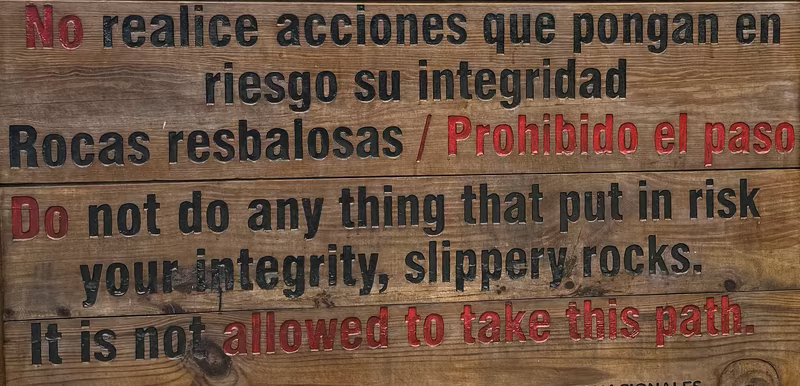 No realice acciones que pongan en
riesgo su integridad
Rocas resbalosas / Prohibido el paso
Do not do any thing that put in risk
your integrity, slippery rocks.
It is not allowed to take this path.